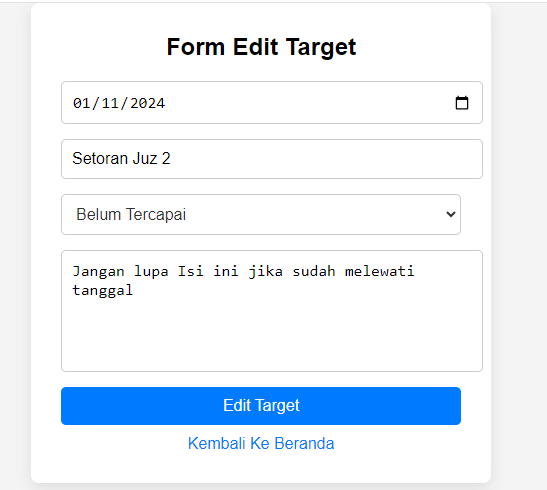 Form Edit Target
01/11/2024
Setoran Juz 2
Belum Tercapai
Jangan lupa Isi ini jika sudah melewati
tanggal
Edit Target
Kembali Ke Beranda